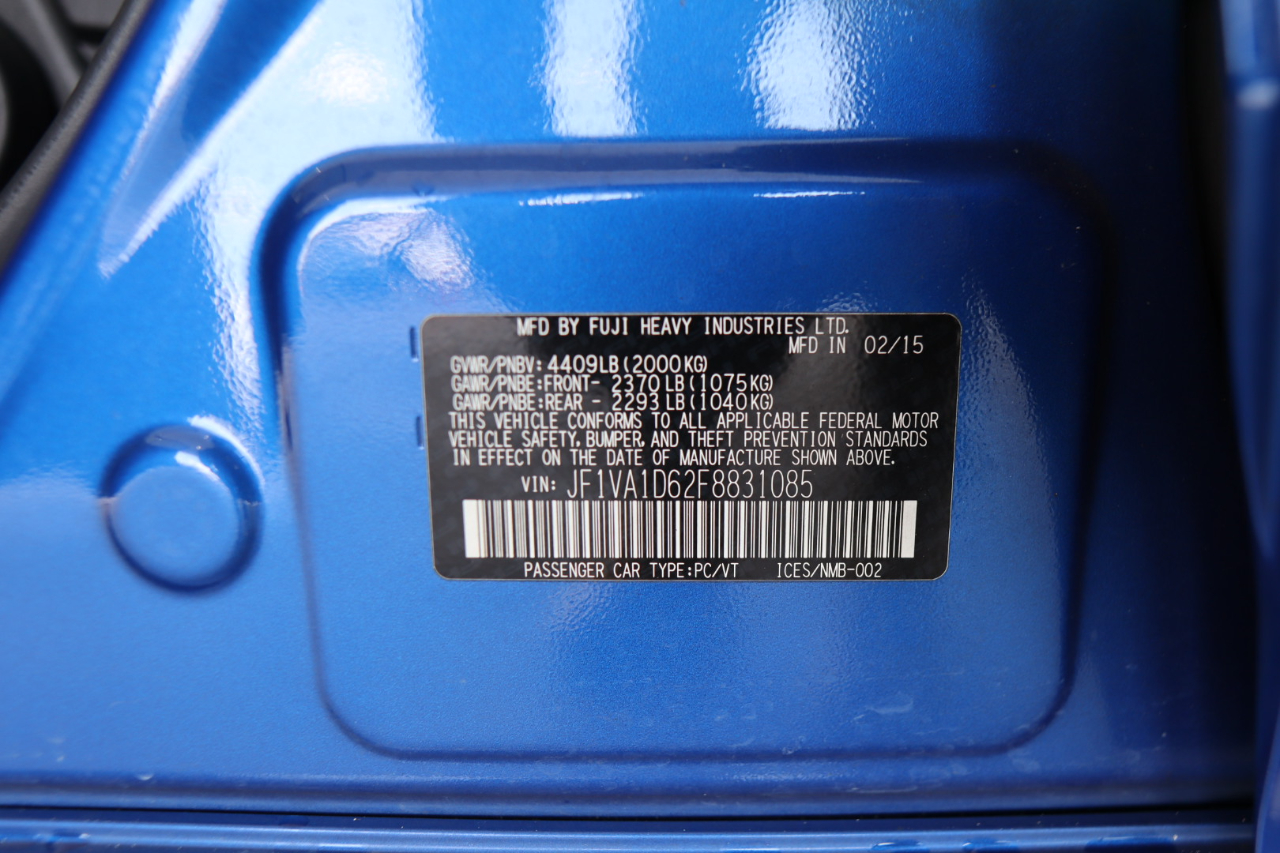 MFD BY FUJI HEAVY INDUSTRIES LTD.
MFD IN 02/15
GVWR/PNBV: 4409LB(2000KG)
GAWR/PNBE:FRONT- 2370 LB(1075KG)
GAWR/PNBE:REAR - 2293 LB(1040KG)
THIS VEHICLE CONFORMS TO ALL APPLICABLE FEDERAL MOTOR
VEHICLE SAFETY, BUMPER, AND THEFT PREVENTION STANDARDS
IN EFFECT ON THE DATE OF MANUFACTURE SHOWN ABOVE.
VIN: JF1VA1D62F8831085
PASSENGER CAR TYPE:PC/VT ICES/NMB-002